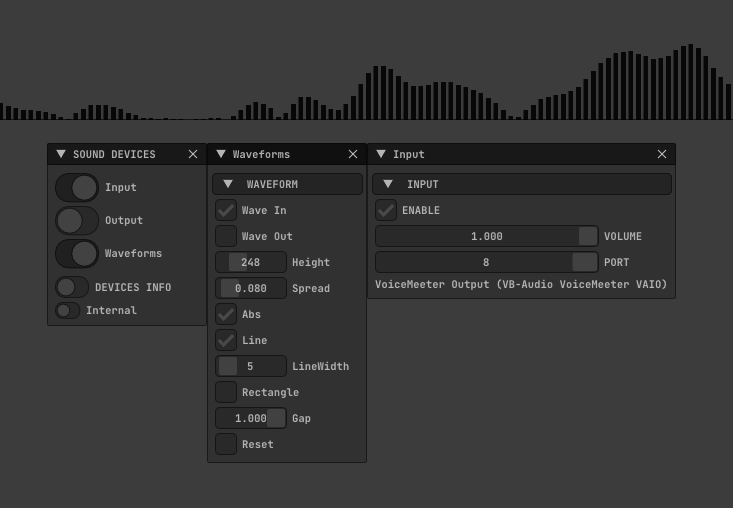 SOUND DEVICES
Input
Output
Waveforms
DEVICES INFO
Internal
Waveforms
WAVEFORM
Wave In
Wave Out
248 Height
0.080 Spread
Abs
Line
5 LineWidth
Rectangle
1.000 Gap
Reset
Input
INPUT
ENABLE
1.000 VOLUME
8 PORT
VoiceMeeter Output (VB-Audio VoiceMeeter VAIO)